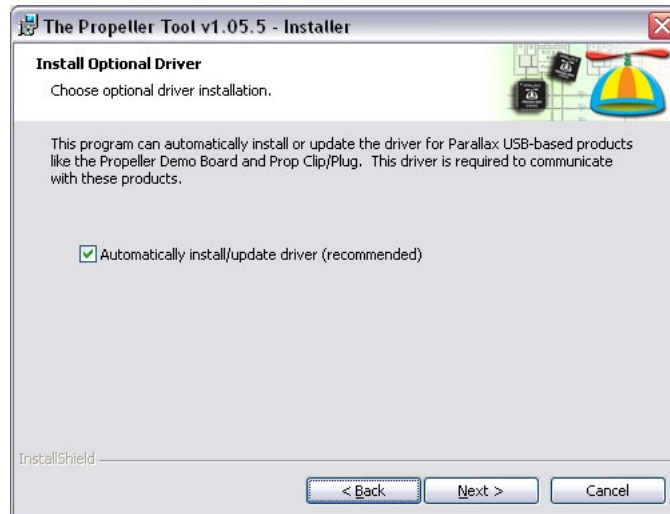 The Propeller Tool v1.05.5 - Installer
Install Optional Driver
Choose optional driver installation.
This program can automatically install or update the driver for Parallax USB-based products
like the Propeller Demo Board and Prop Clip/Plug.  This driver is required to communicate
with these products.
Automatically install/update driver (recommended)
InstallShield
< Back
Next >
Cancel